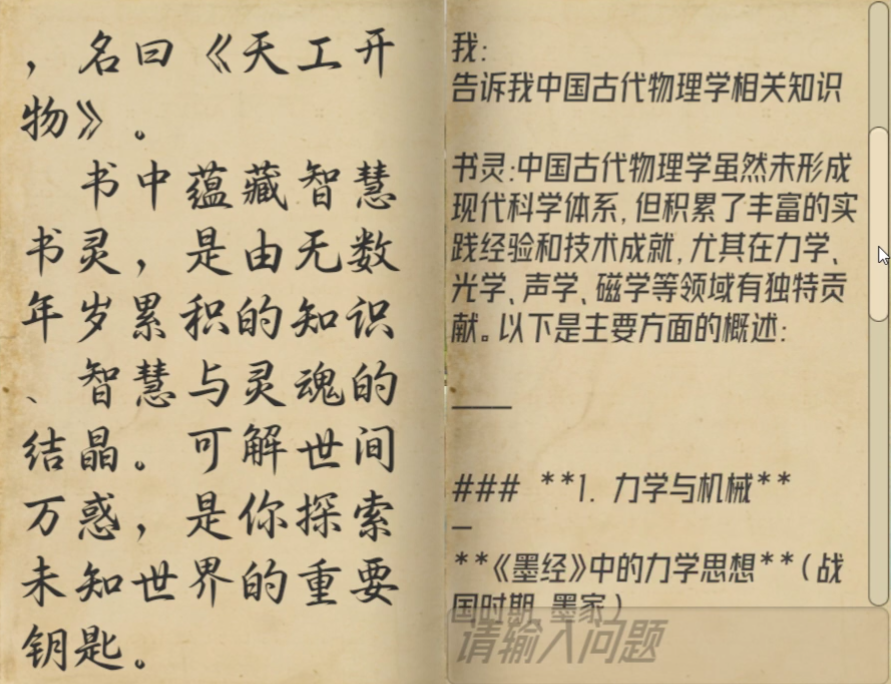 ，名曰《天工开
物》。
书中蕴藏智慧
书灵，是由无数
年岁累积的知识
、智慧与灵魂的
结晶。可解世间
万惑，是你探索
未知世界的重要
钥匙。
我:
告诉我中国古代物理学相关知识
书灵:中国古代物理学虽然未形成
现代科学体系,但积累了丰富的实
践经验和技术成就,尤其在力学、
光学、声学、磁学等领域有独特贡
献。以下是主要方面的概述:
——
### **1. 力学与机械**
–
**《墨经》中的力学思想**(战
国时期,墨家)
请输入问题